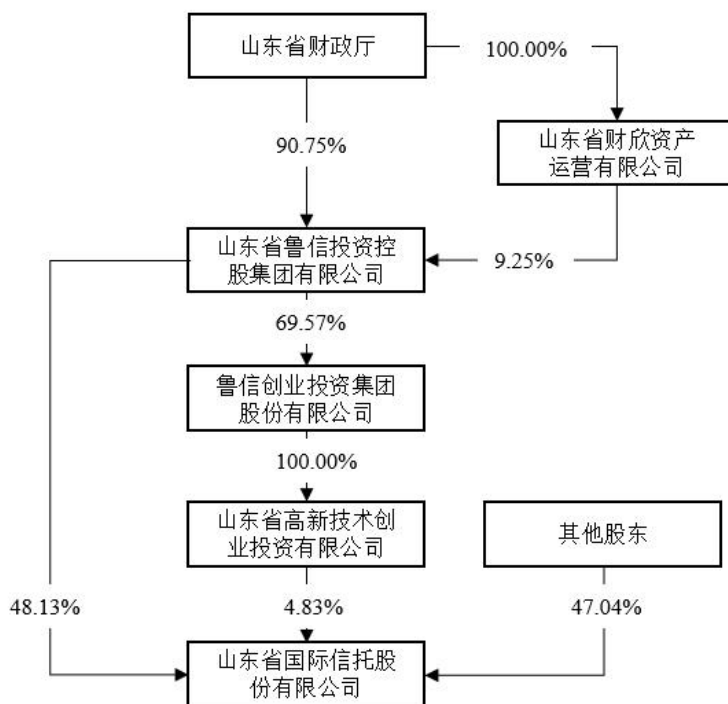 山东省财政厅
100.00%
90.75%
山东省财欣资产
运营有限公司
山东省鲁信投资控
股集团有限公司
9.25%
69.57%
鲁信创业投资集团
股份有限公司
100.00%
山东省高新技术创
业投资有限公司
其他股东
48.13%
4.83%
47.04%
山东省国际信托股
份有限公司